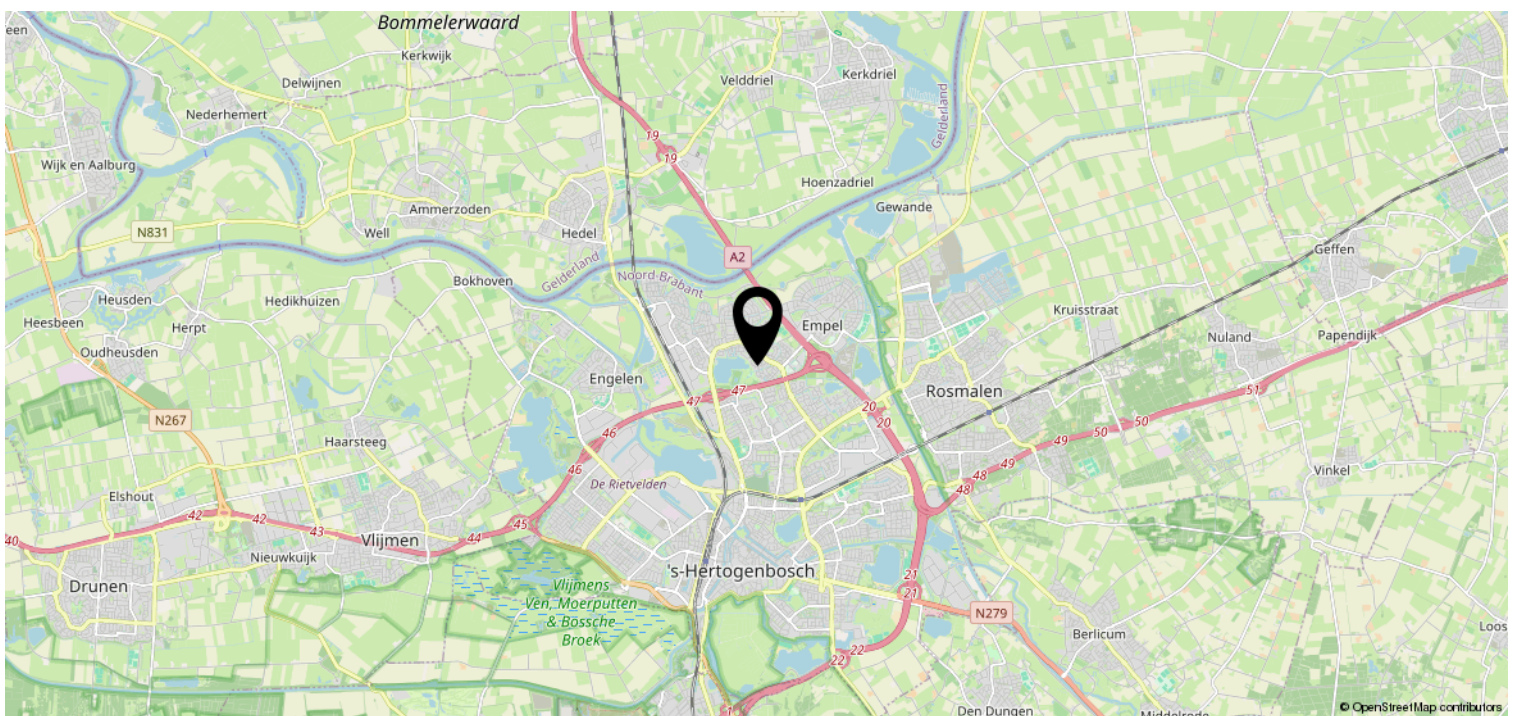 Bommelerwaard
een
Kerkwijk
Delwijnen
Velddriel
Kerkdriel
Nederhemert
Gelderland
19
19
Wijk en Aalburg
Hoenzadriel
Ammerzoden
Gewande
N831
Well
Hedel
Geffen
A2
Gelderland
Noord-Brabant
Bokhoven
Heusden
Hedikhuizen
Kruisstraat
Heesbeen
Herpt
Empel
Nuland
Papendijk
Oudheusden
Engelen
Rosmalen
47
47
51
20
20
N267
50
50
46
49
49
Haarsteeg
46
48
48
Vinkel
De Rietvelden
Elshout
42
42
43
45
44
40
Vlijmen
Nieuwkuijk
Drunen
's-Hertogenbosch
21
21
Vlijmens
Ven, Moerputten
& Bossche
Broek
N279
Berlicum
Loos
22
22
Den Dungen
Middelrode
© OpenStreetMap contributors